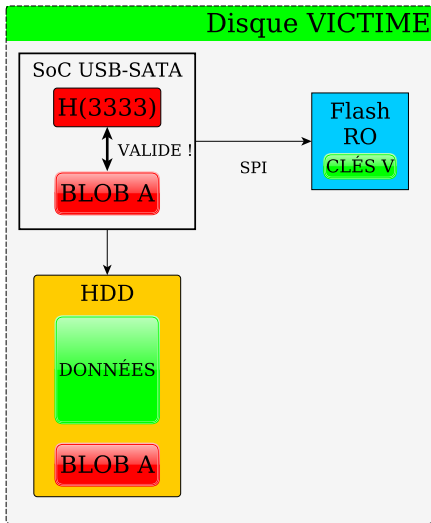 Disque VICTIME
SoC USB-SATA
H(3333)
VALIDE !
BLOB A
SPI
Flash
RO
CLÉS V
HDD
DONNÉES
BLOB A